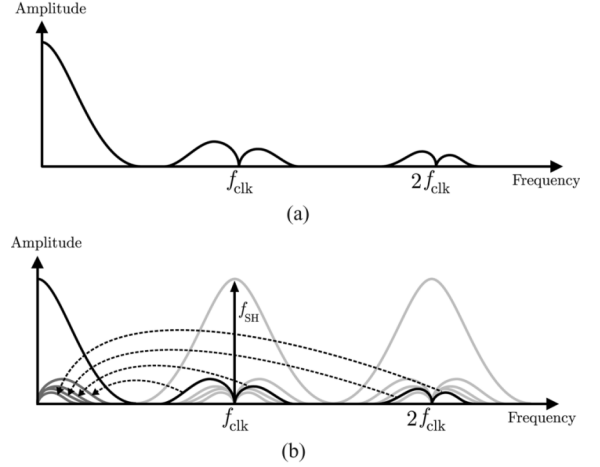 Amplitude
f_clk
2f_clk
Frequency
(a)
Amplitude
f_SH
f_clk
2f_clk
Frequency
(b)